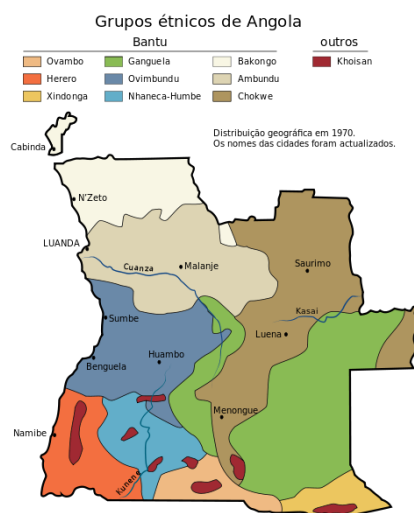 Grupos étnicos de Angola
Bantu
outros
Ovambo
Ganguela
Bakongo
Khoisan
Herero
Ovimbundu
Ambundu
Xindonga
Nhaneca-Humbe
Chokwe
Distribuição geográfica em 1970.
Os nomes das cidades foram actualizados.
Cabinda
N'Zeto
LUANDA
Cuanza
Malanje
Saurimo
Kasai
Sumbe
Luena
Huambo
Benguela
Menongue
Namibe
Kunene